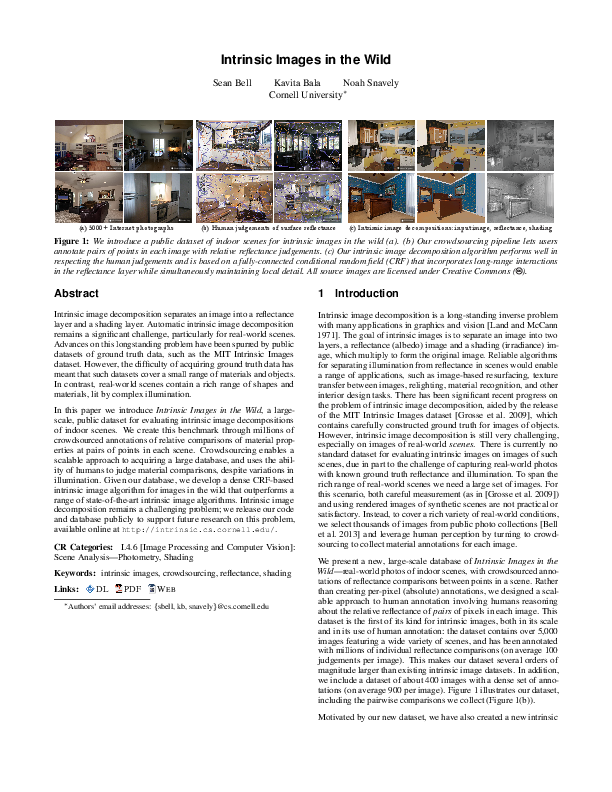 Intrinsic Images in the Wild
Sean Bell Kavita Bala Noah Snavely
Cornell University*
(a) 5000+ Internet photographs
(b) Human judgements of surface reflectance
(c) Intrinsic image decompositions: input image, reflectance, shading
Figure 1: We introduce a public dataset of indoor scenes for intrinsic images in the wild (a). (b) Our crowdsourcing pipeline lets users
annotate pairs of points in each image with relative reflectance judgements. (c) Our intrinsic image decomposition algorithm performs well in
respecting the human judgements and is based on a fully-connected conditional random field (CRF) that incorporates long-range interactions
in the reflectance layer while simultaneously maintaining local detail. All source images are licensed under Creative Commons (㏄).
Abstract
Intrinsic image decomposition separates an image into a reflectance
layer and a shading layer. Automatic intrinsic image decomposition
remains a significant challenge, particularly for real-world scenes.
Advances on this longstanding problem have been spurred by public
datasets of ground truth data, such as the MIT Intrinsic Images
dataset. However, the difficulty of acquiring ground truth data has
meant that such datasets cover a small range of materials and objects.
In contrast, real-world scenes contain a rich range of shapes and
materials, lit by complex illumination.
In this paper we introduce Intrinsic Images in the Wild, a large-
scale, public dataset for evaluating intrinsic image decompositions
of indoor scenes. We create this benchmark through millions of
crowdsourced annotations of relative comparisons of material prop-
erties at pairs of points in each scene. Crowdsourcing enables a
scalable approach to acquiring a large database, and uses the abil-
ity of humans to judge material comparisons, despite variations in
illumination. Given our database, we develop a dense CRF-based
intrinsic image algorithm for images in the wild that outperforms a
range of state-of-the-art intrinsic image algorithms. Intrinsic image
decomposition remains a challenging problem; we release our code
and database publicly to support future research on this problem,
available online at http://intrinsic.cs.cornell.edu/.
CR Categories: I.4.6 [Image Processing and Computer Vision]:
Scene Analysis—Photometry, Shading
Keywords: intrinsic images, crowdsourcing, reflectance, shading
Links: DL PDF WEB
*Authors' email addresses: {sbell, kb, snavely}@cs.cornell.edu
1 Introduction
Intrinsic image decomposition is a long-standing inverse problem
with many applications in graphics and vision [Land and McCann
1971]. The goal of intrinsic images is to separate an image into two
layers, a reflectance (albedo) image and a shading (irradiance) im-
age, which multiply to form the original image. Reliable algorithms
for separating illumination from reflectance in scenes would enable
a range of applications, such as image-based resurfacing, texture
transfer between images, relighting, material recognition, and other
interior design tasks. There has been significant recent progress on
the problem of intrinsic image decomposition, aided by the release
of the MIT Intrinsic Images dataset [Grosse et al. 2009], which
contains carefully constructed ground truth for images of objects.
However, intrinsic image decomposition is still very challenging,
especially on images of real-world scenes. There is currently no
standard dataset for evaluating intrinsic images on images of such
scenes, due in part to the challenge of capturing real-world photos
with known ground truth reflectance and illumination. To span the
rich range of real-world scenes we need a large set of images. For
this scenario, both careful measurement (as in [Grosse et al. 2009])
and using rendered images of synthetic scenes are not practical or
satisfactory. Instead, to cover a rich variety of real-world conditions,
we select thousands of images from public photo collections [Bell
et al. 2013] and leverage human perception by turning to crowd-
sourcing to collect material annotations for each image.
We present a new, large-scale database of Intrinsic Images in the
Wild—real-world photos of indoor scenes, with crowdsourced anno-
tations of reflectance comparisons between points in a scene. Rather
than creating per-pixel (absolute) annotations, we designed a scal-
able approach to human annotation involving humans reasoning
about the relative reflectance of pairs of pixels in each image. This
dataset is the first of its kind for intrinsic images, both in its scale
and in its use of human annotation: the dataset contains over 5,000
images featuring a wide variety of scenes, and has been annotated
with millions of individual reflectance comparisons (on average 100
judgements per image). This makes our dataset several orders of
magnitude larger than existing intrinsic image datasets. In addition,
we include a dataset of about 400 images with a dense set of anno-
tations (on average 900 per image). Figure 1 illustrates our dataset,
including the pairwise comparisons we collect (Figure 1(b)).
Motivated by our new dataset, we have also created a new intrinsic